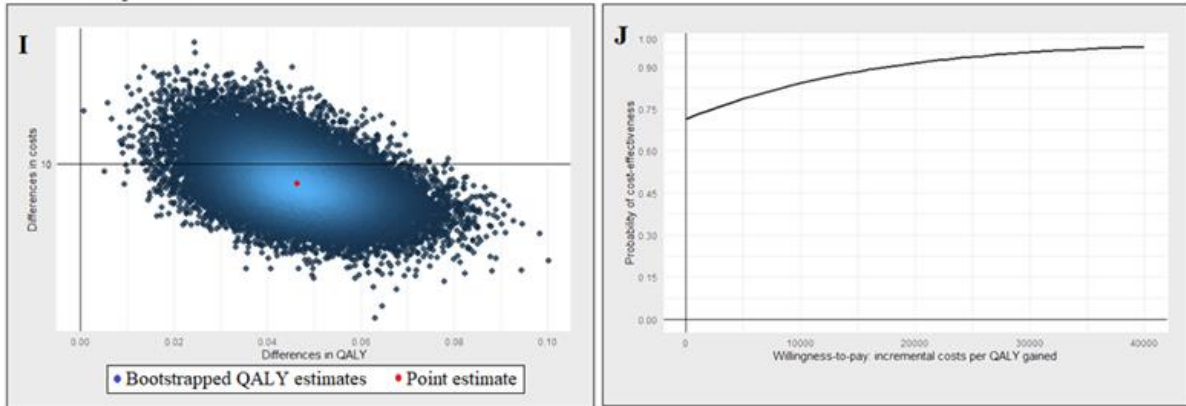 I
Differences in costs
10
0.00 0.02 0.04 0.06 0.08 0.10
Differences in QALY
Bootstrapped QALY estimates Point estimate
J
Probability of cost-effectiveness
1.00
0.90
0.75
0.60
0.45
0.30
0.15
0.00
0 10000 20000 30000 40000
Willingness-to-pay: incremental costs per QALY gained